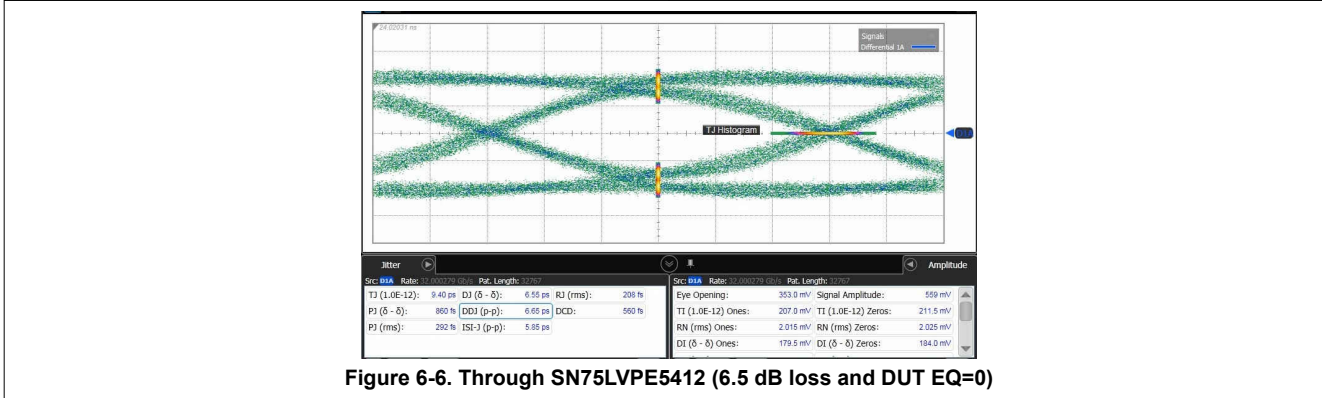 24.02031 ns
Signals
Differential 1A
TJ Histogram
D1A
Jitter
Amplitude
Src: D1A Rate: 32.000279 Gb/s Pat. Length: 32767
TJ (1.0E-12): 9.40 ps DJ (δ - δ): 6.55 ps RJ (rms): 208 fs
PJ (δ - δ): 860 fs DDJ (p-p): 6.65 ps DCD: 560 fs
PJ (rms): 292 fs ISI-J (p-p): 5.85 ps
Src: D1A Rate: 32.000279 Gb/s Pat. Length: 32767
Eye Opening: 353.0 mV Signal Amplitude: 559 mV
TI (1.0E-12) Ones: 207.0 mV TI (1.0E-12) Zeros: 211.5 mV
RN (rms) Ones: 2.015 mV RN (rms) Zeros: 2.025 mV
DI (δ - δ) Ones: 179.5 mV DI (δ - δ) Zeros: 184.0 mV
Figure 6-6. Through SN75LVPE5412 (6.5 dB loss and DUT EQ=0)